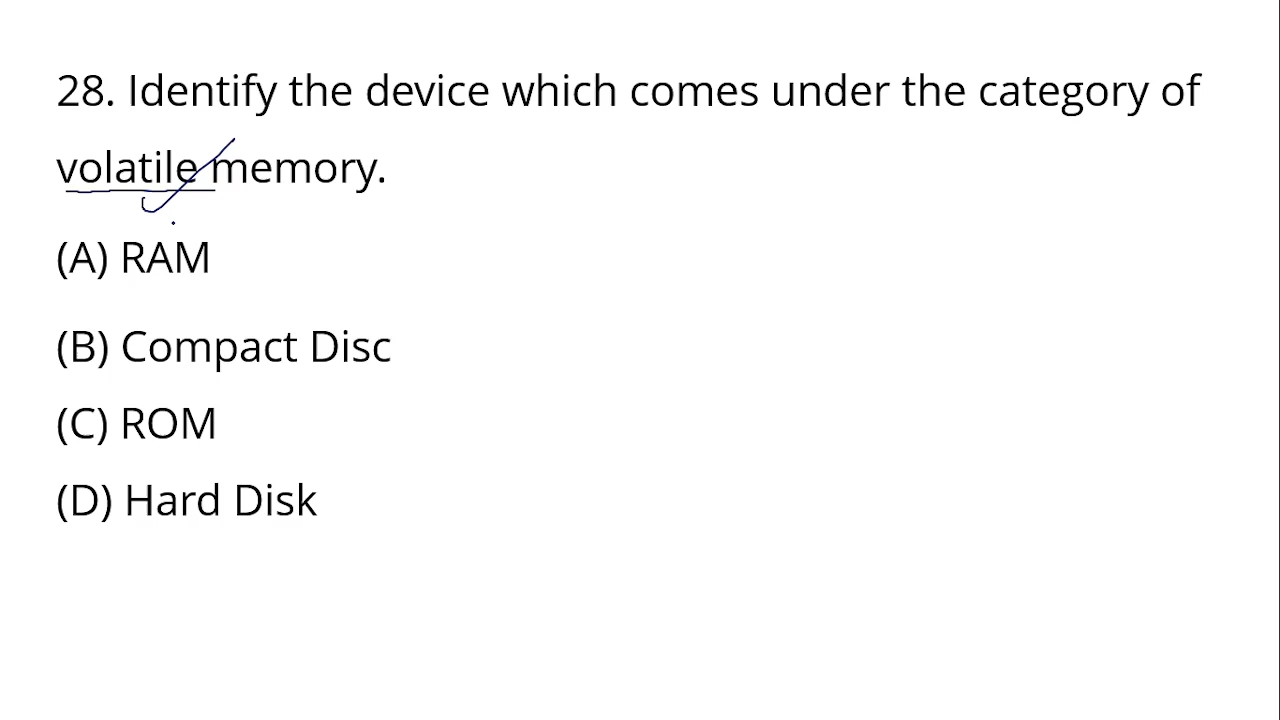 28. Identify the device which comes under the category of
volatile memory.
(A) RAM
(B) Compact Disc
(C) ROM
(D) Hard Disk